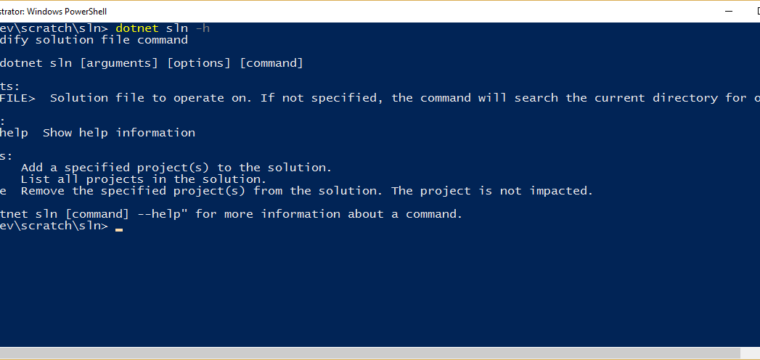 strator: Windows PowerShell
ev\scratch\sln> dotnet sln -h
dify solution file command
dotnet sln [arguments] [options] [command]
ts:
FILE>  Solution file to operate on. If not specified, the command will search the current directory for o
:
help  Show help information
s:
Add a specified project(s) to the solution.
List all projects in the solution.
e  Remove the specified project(s) from the solution. The project is not impacted.
tnet sln [command] --help" for more information about a command.
ev\scratch\sln>